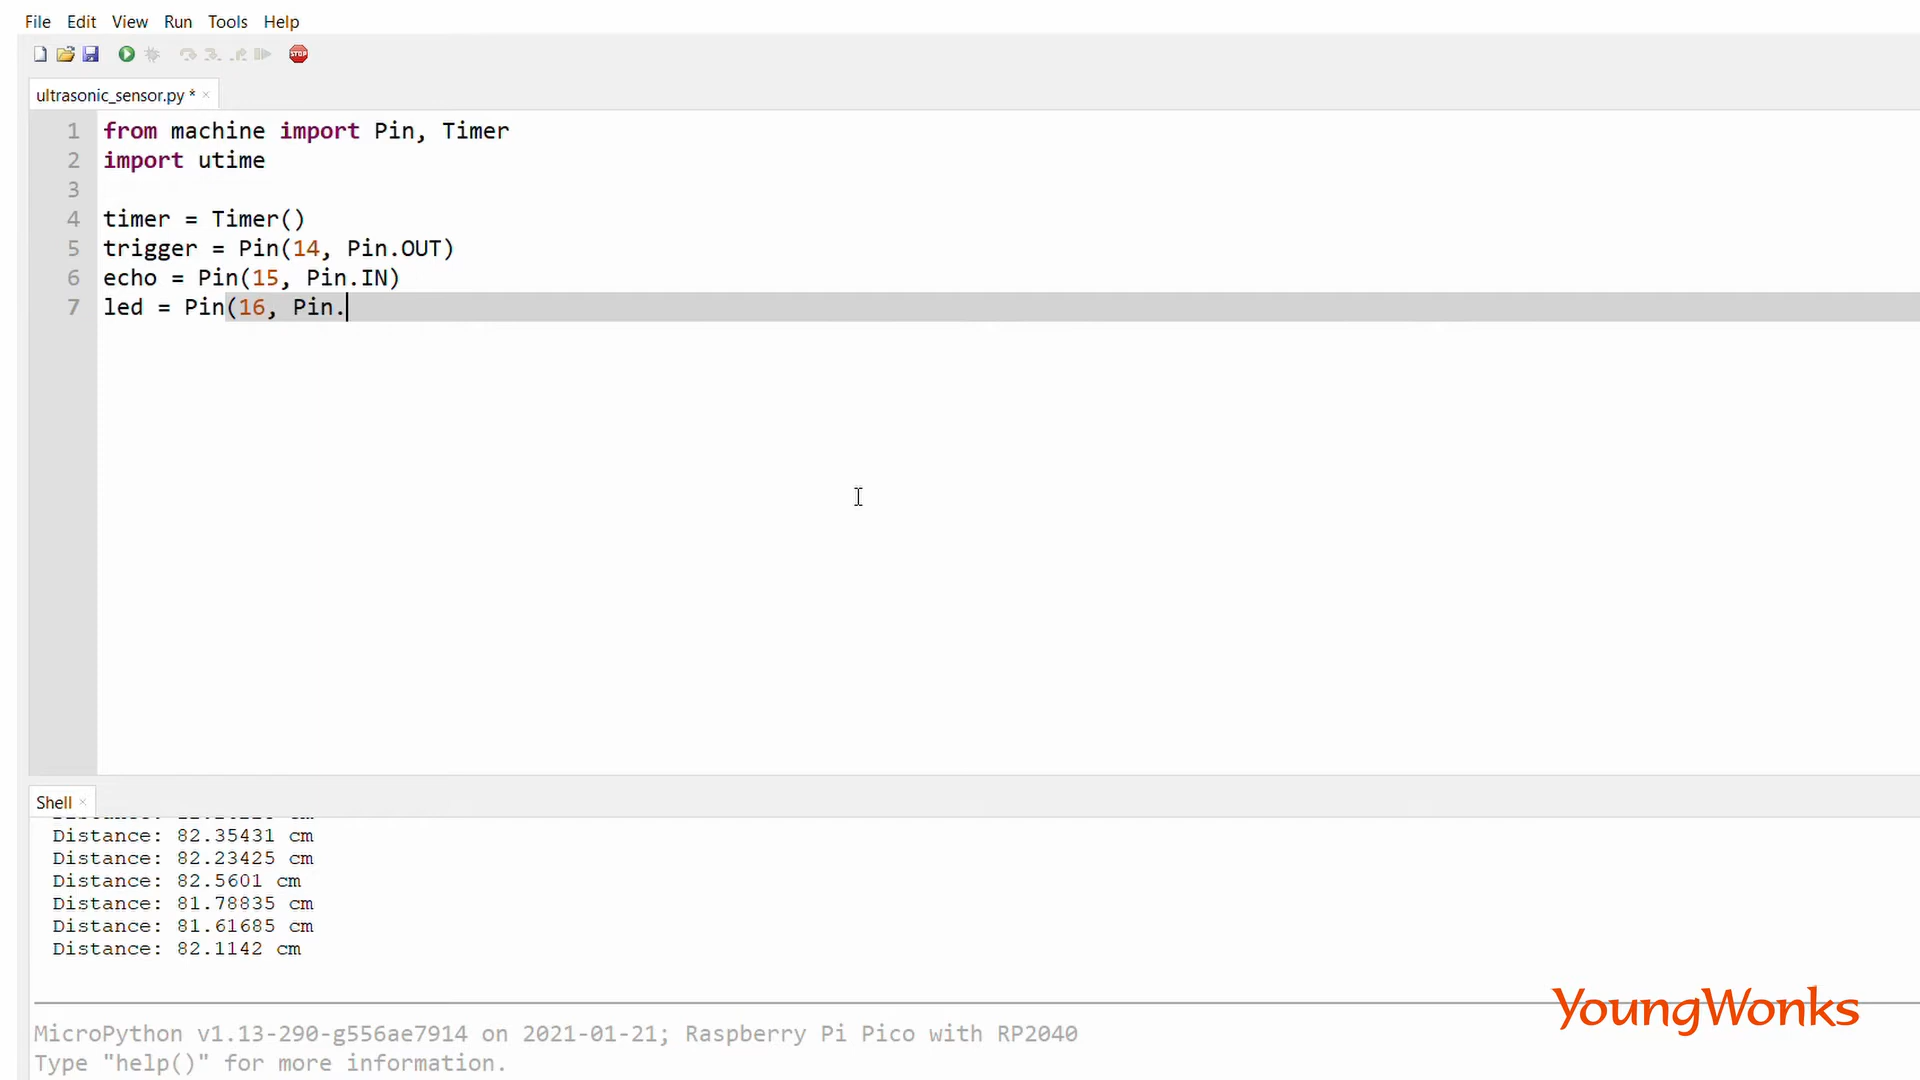 File Edit View Run Tools Help
STOP
ultrasonic_sensor.py * ×
1 from machine import Pin, Timer
2 import utime
3
4 timer = Timer()
5 trigger = Pin(14, Pin.OUT)
6 echo = Pin(15, Pin.IN)
7 led = Pin(16, Pin.
Shell ×
Distance: 82.35431 cm
Distance: 82.23425 cm
Distance: 82.5601 cm
Distance: 81.78835 cm
Distance: 81.61685 cm
Distance: 82.1142 cm
YoungWonks
MicroPython v1.13-290-g556ae7914 on 2021-01-21; Raspberry Pi Pico with RP2040
Type "help()" for more information.